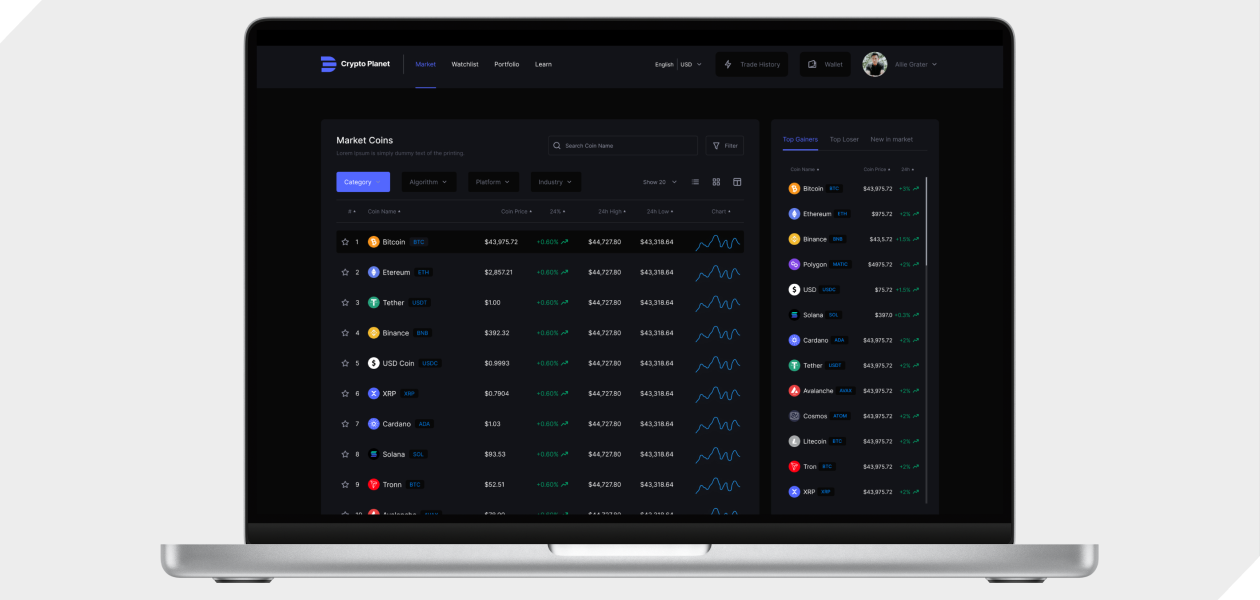 Crypto Planet Market Watchlist Portfolio Learn English USD Trade History Wallet Allie Grater
Market Coins
Lorem Ipsum is simply dummy text of the printing
Search Coin Name Filter
Category Algorithm Platform Industry Show 20
# Coin Name Coin Price 24% 24h High 24h Low Chart
1 Bitcoin BTC $43,975.72 +0.60% $44,727.80 $43,318.64
2 Etereum ETH $2,857.21 +0.60% $44,727.80 $43,318.64
3 Tether USDT $1.00 +0.60% $44,727.80 $43,318.64
4 Binance BNB $392.32 +0.60% $44,727.80 $43,318.64
5 USD Coin USDC $0.9993 +0.60% $44,727.80 $43,318.64
6 XRP XRP $0.7904 +0.60% $44,727.80 $43,318.64
7 Cardano ADA $1.03 +0.60% $44,727.80 $43,318.64
8 Solana SOL $93.53 +0.60% $44,727.80 $43,318.64
9 Tronn BTC $52.51 +0.60% $44,727.80 $43,318.64
10 Avalanche AVAX $78.00 +0.60% $44,727.80 $43,318.64
Top Gainers Top Loser New in market
Coin Name Coin Price 24h
Bitcoin BTC $43,975.72 +3%
Ethereum ETH $975.72 +2%
Binance BNB $43,5.72 +1.5%
Polygon MATIC $4975.72 +2%
USD USDC $75.72 +1.5%
Solana SOL $397.0 +0.3%
Cardano ADA $43,975.72 +2%
Tether USDT $43,975.72 +2%
Avalanche AVAX $43,975.72 +2%
Cosmos ATOM $43,975.72 +2%
Litecoin BTC $43,975.72 +2%
Tron BTC $43,975.72 +2%
XRP XRP $43,975.72 +2%